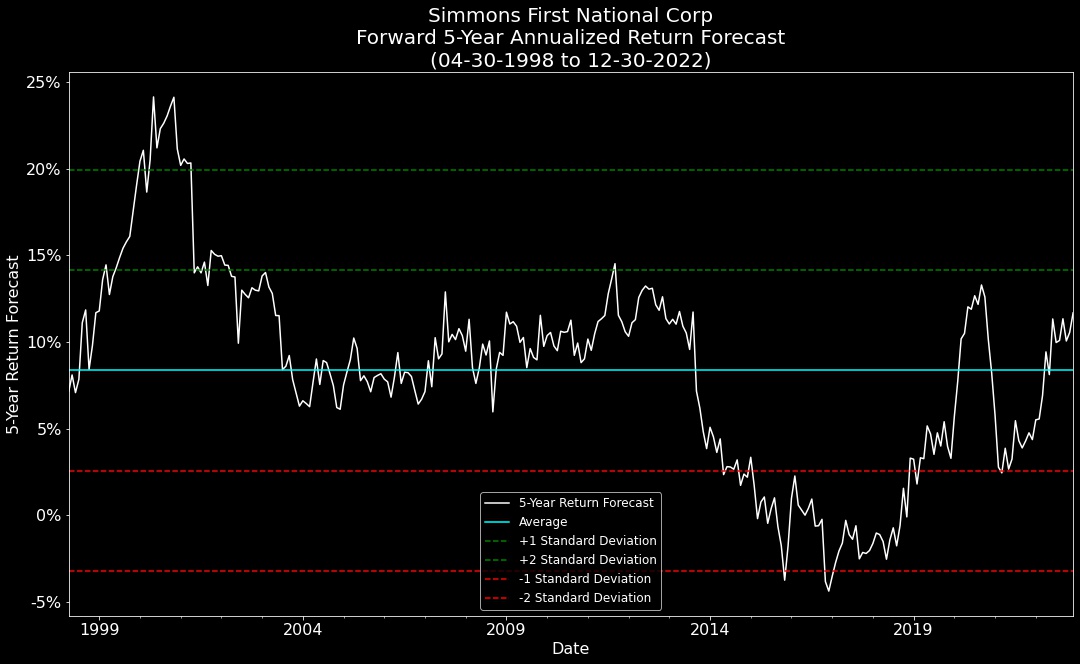 Simmons First National Corp
Forward 5-Year Annualized Return Forecast
(04-30-1998 to 12-30-2022)
25%
20%
15%
10%
5%
0%
-5%
5-Year Return Forecast
5-Year Return Forecast
Average
+1 Standard Deviation
+2 Standard Deviation
-1 Standard Deviation
-2 Standard Deviation
1999 2004 2009 2014 2019
Date